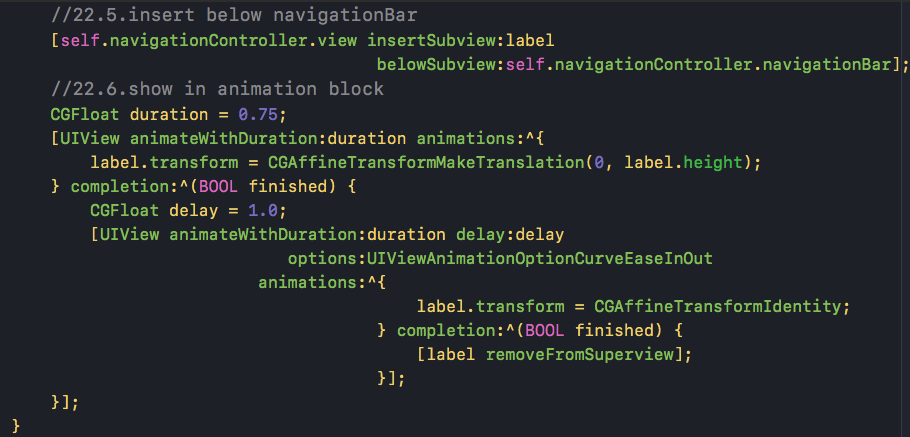 //22.5.insert below navigationBar
[self.navigationController.view insertSubview:label
belowSubview:self.navigationController.navigationBar];
//22.6.show in animation block
CGFloat duration = 0.75;
[UIView animateWithDuration:duration animations:^{
label.transform = CGAffineTransformMakeTranslation(0, label.height);
} completion:^(BOOL finished) {
CGFloat delay = 1.0;
[UIView animateWithDuration:duration delay:delay
options:UIViewAnimationOptionCurveEaseInOut
animations:^{
label.transform = CGAffineTransformIdentity;
} completion:^(BOOL finished) {
[label removeFromSuperview];
}];
}];
}